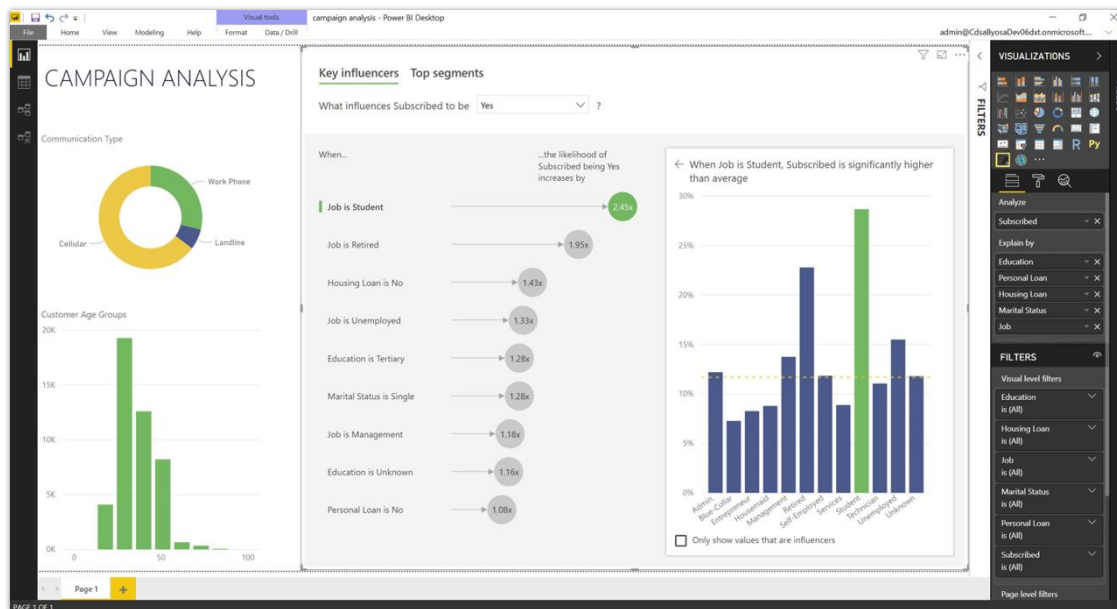 Visual tools
campaign analysis - Power BI Desktop
File Home View Modeling Help Format Data / Drill
admin@CdsaByosaDev06dxt.onmicrosoft....
CAMPAIGN ANALYSIS
Communication Type
Work Phone
Cellular
Landline
Customer Age Groups
20K
15K
10K
5K
0K
0 50 100
Key influencers Top segments
What influences Subscribed to be Yes ?
When...
...the likelihood of
Subscribed being Yes
increases by
Job is Student 2.45x
Job is Retired 1.95x
Housing Loan is No 1.43x
Job is Unemployed 1.33x
Education is Tertiary 1.28x
Marital Status is Single 1.28x
Job is Management 1.18x
Education is Unknown 1.16x
Personal Loan is No 1.08x
← When Job is Student, Subscribed is significantly higher
than average
30%
25%
20%
15%
10%
5%
0%
Admin. Blue-Collar Entrepreneur Housemaid Management Retired Self-Employed Services Student Technician Unemployed Unknown
Only show values that are influencers
FILTERS
VISUALIZATIONS
R Py
Analyze
Subscribed
Explain by
Education
Personal Loan
Housing Loan
Marital Status
Job
FILTERS
Visual level filters
Education
is (All)
Housing Loan
is (All)
Job
is (All)
Marital Status
is (All)
Personal Loan
is (All)
Subscribed
is (All)
Page level filters
Page 1
PAGE 1 OF 1